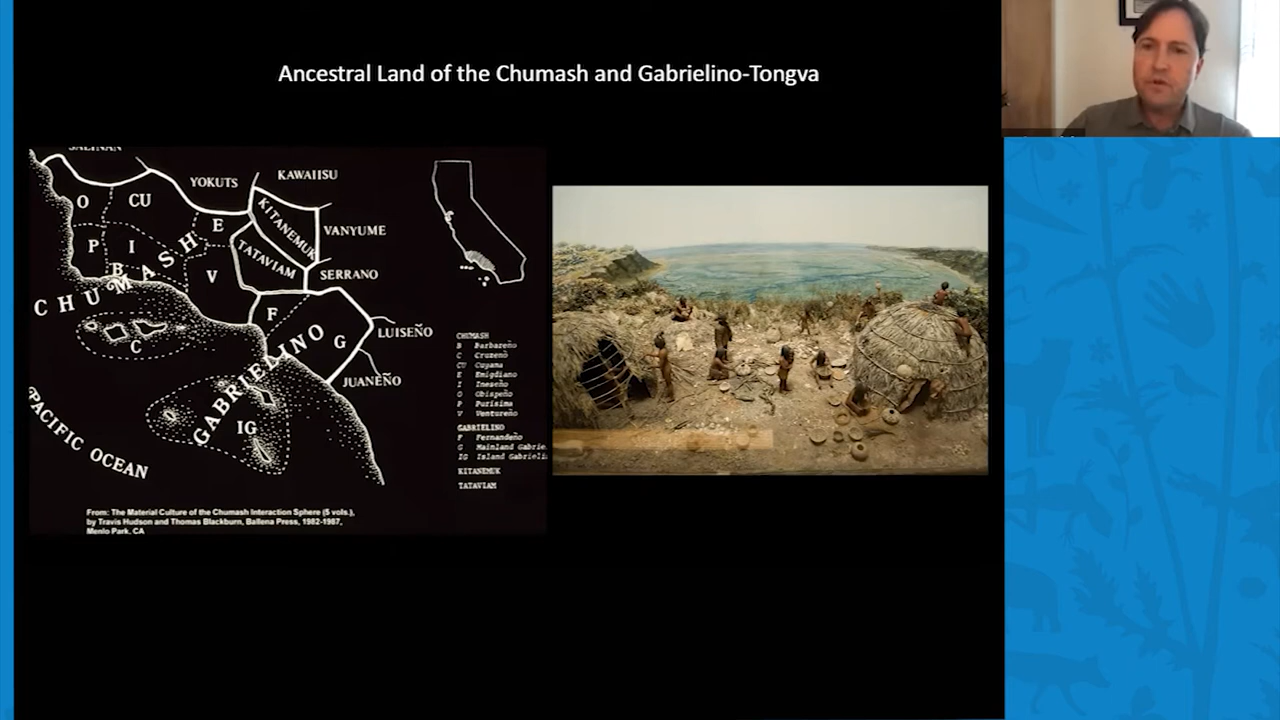 Ancestral Land of the Chumash and Gabrielino-Tongva
SALINAN
YOKUTS
KAWAIISU
O
CU
E
KITANEMUK
VANYUME
P
I
TATAVIAM
B
V
SERRANO
CHUMASH
F
G
LUISEÑO
C
JUANEÑO
GABRIELINO
IG
PACIFIC OCEAN
CHUMASH
B Barbareño
C Cruzeño
CU Cuyama
E Emigdiano
I Ineseño
O Obispeño
P Purisima
V Ventureño
GABRIELINO
F Fernandeño
G Mainland Gabrie
IG Island Gabrieli
KITANEMUK
TATAVIAM
From: The Material Culture of the Chumash Interaction Sphere (5 vols.),
by Travis Hudson and Thomas Blackburn, Ballena Press, 1982-1987,
Menlo Park, CA